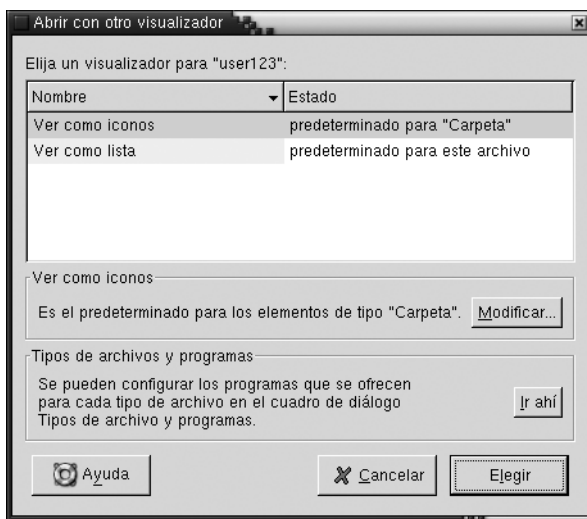 Abrir con otro visualizador
Elija un visualizador para "user123":
Nombre Estado
Ver como iconos predeterminado para "Carpeta"
Ver como lista predeterminado para este archivo
Ver como iconos
Es el predeterminado para los elementos de tipo "Carpeta". Modificar...
Tipos de archivos y programas
Se pueden configurar los programas que se ofrecen
para cada tipo de archivo en el cuadro de diálogo
Tipos de archivo y programas.
Ir ahí
Ayuda Cancelar Elegir